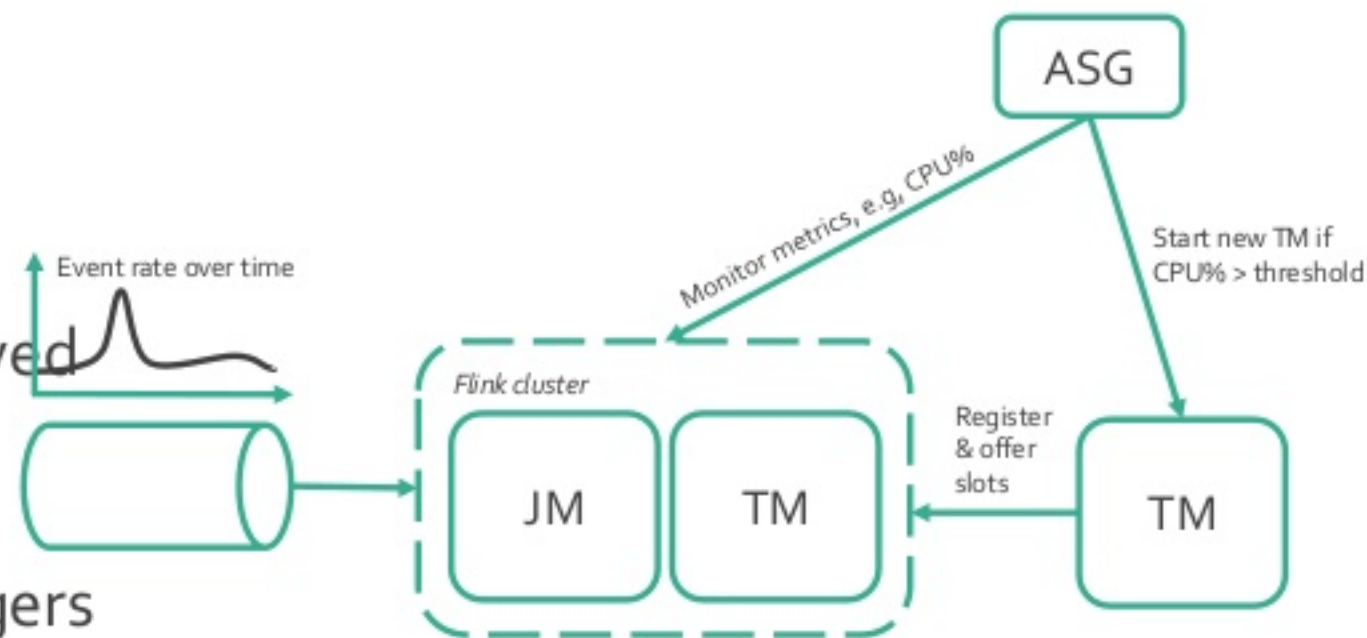 ASG
Monitor metrics, e.g, CPU%
Start new TM if
CPU% > threshold
Event rate over time
Flink cluster
Register
& offer
slots
JM
TM
TM